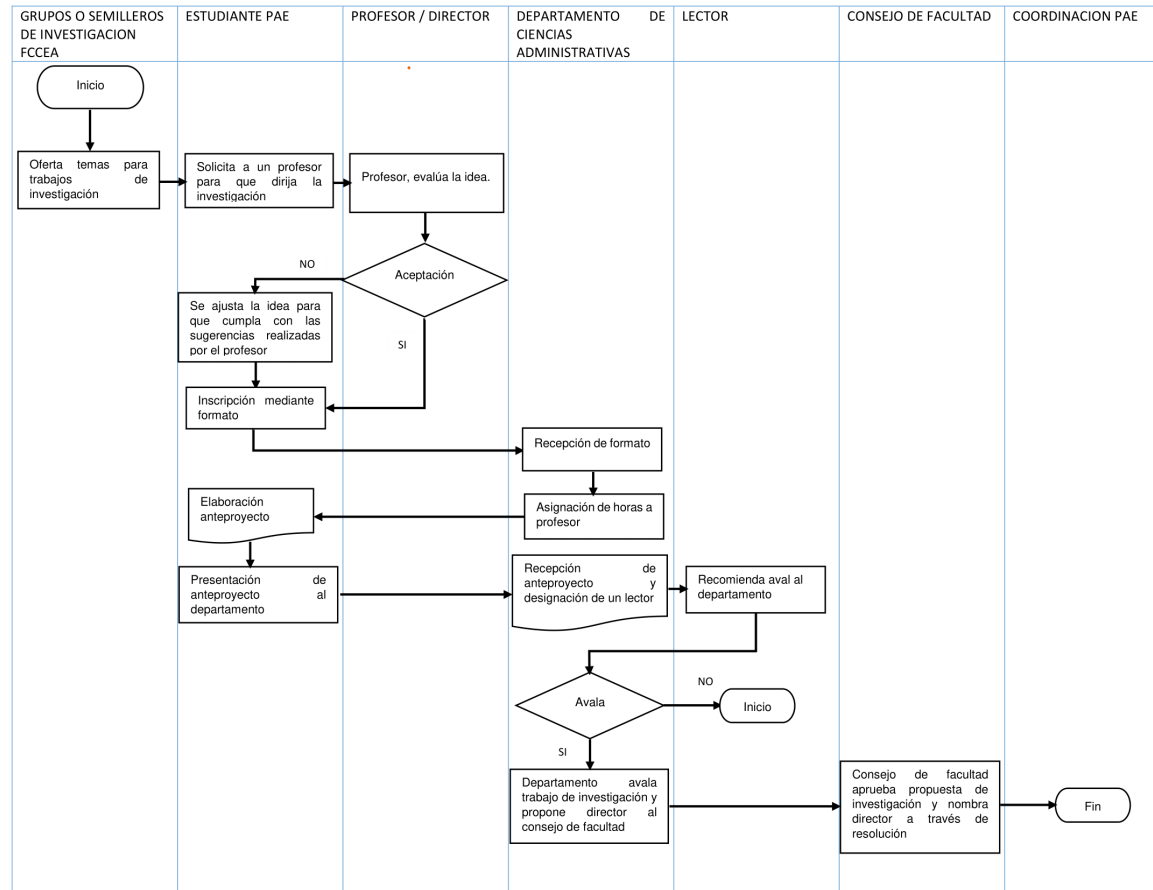 GRUPOS O SEMILLEROS
DE INVESTIGACION
FCCEA
ESTUDIANTE PAE
PROFESOR / DIRECTOR
DEPARTAMENTO DE
CIENCIAS
ADMINISTRATIVAS
LECTOR
CONSEJO DE FACULTAD
COORDINACION PAE
Inicio
Oferta temas para
trabajos de
investigación
Solicita a un profesor
para que dirija la
investigación
Profesor, evalúa la idea.
Aceptación
NO
Se ajusta la idea para
que cumpla con las
sugerencias realizadas
por el profesor
SI
Inscripción mediante
formato
Recepción de formato
Asignación de horas a
profesor
Elaboración
anteproyecto
Presentación de
anteproyecto al
departamento
Recepción de
anteproyecto y
designación de un lector
Recomienda aval al
departamento
Avala
NO
Inicio
SI
Departamento avala
trabajo de investigación y
propone director al
consejo de facultad
Consejo de facultad
aprueba propuesta de
investigación y nombra
director a través de
resolución
Fin